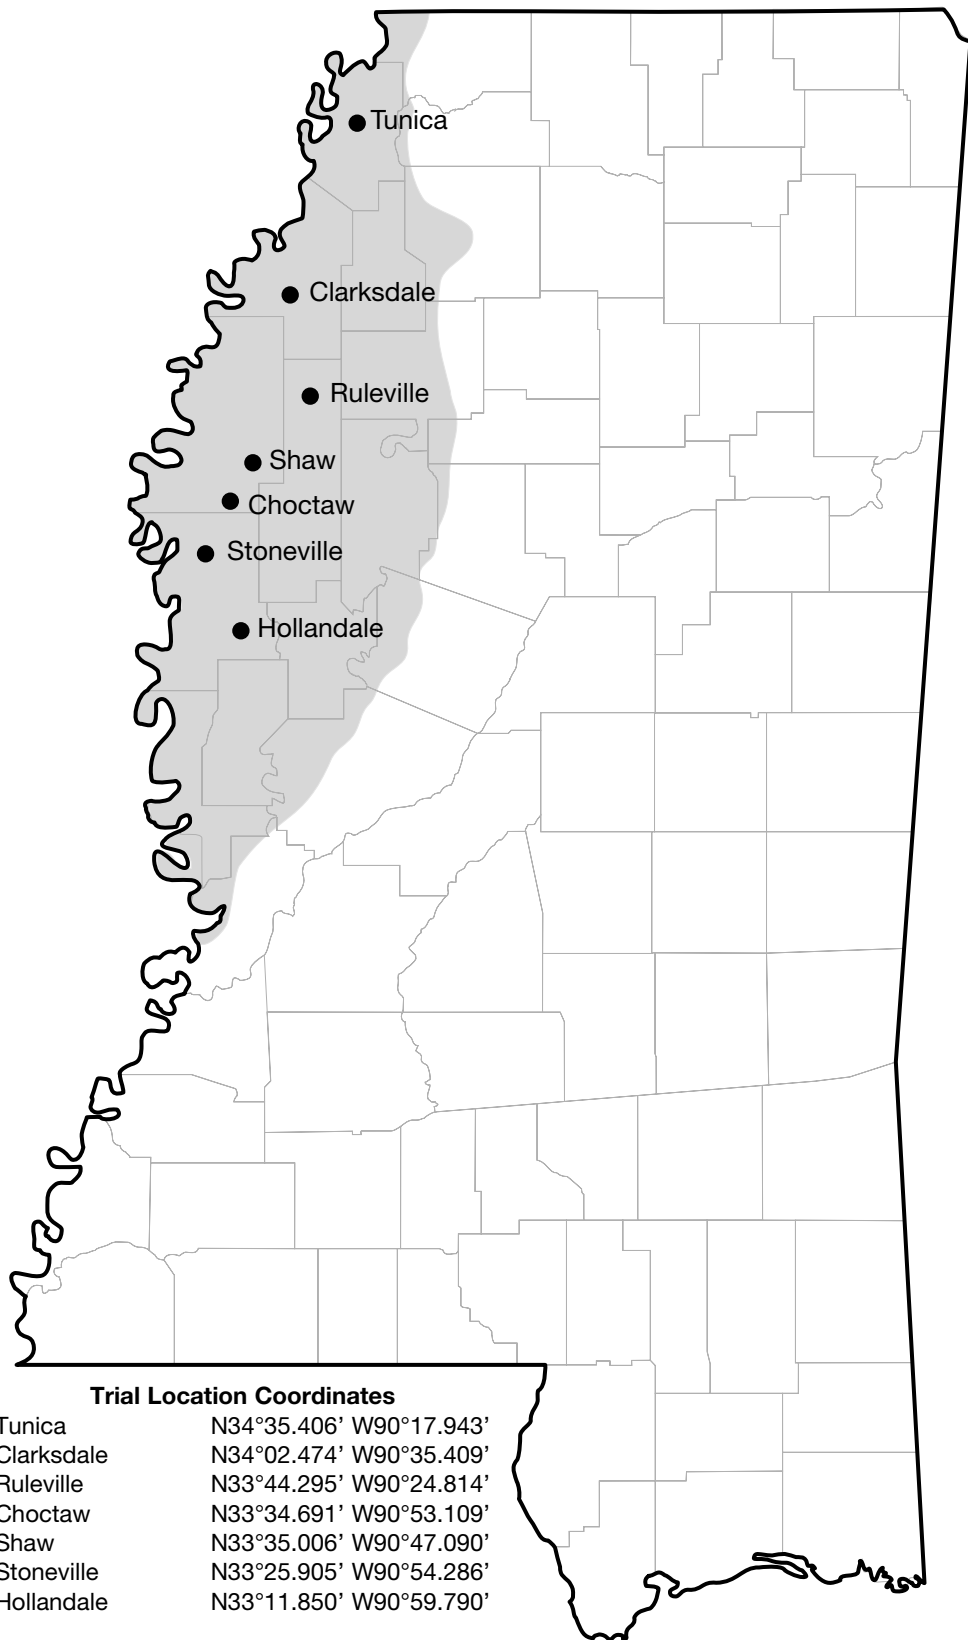 Tunica
Clarksdale
Ruleville
Shaw
Choctaw
Stoneville
Hollandale
Trial Location Coordinates
Tunica N34°35.406’ W90°17.943’
Clarksdale N34°02.474’ W90°35.409’
Ruleville N33°44.295’ W90°24.814’
Choctaw N33°34.691’ W90°53.109’
Shaw N33°35.006’ W90°47.090’
Stoneville N33°25.905’ W90°54.286’
Hollandale N33°11.850’ W90°59.790’